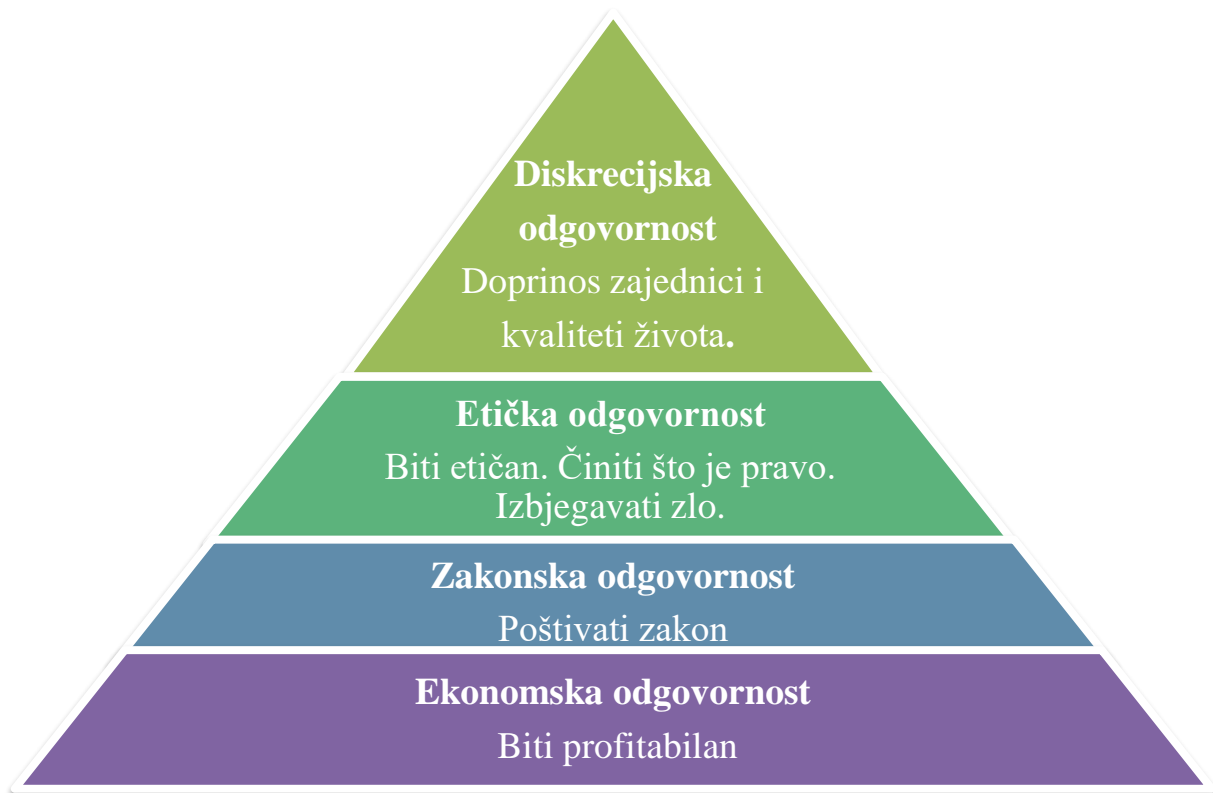 Diskrecijska
odgovornost
Doprinos zajednici i
kvaliteti života.
Etička odgovornost
Biti etičan. Činiti što je pravo.
Izbjegavati zlo.
Zakonska odgovornost
Poštivati zakon
Ekonomska odgovornost
Biti profitabilan